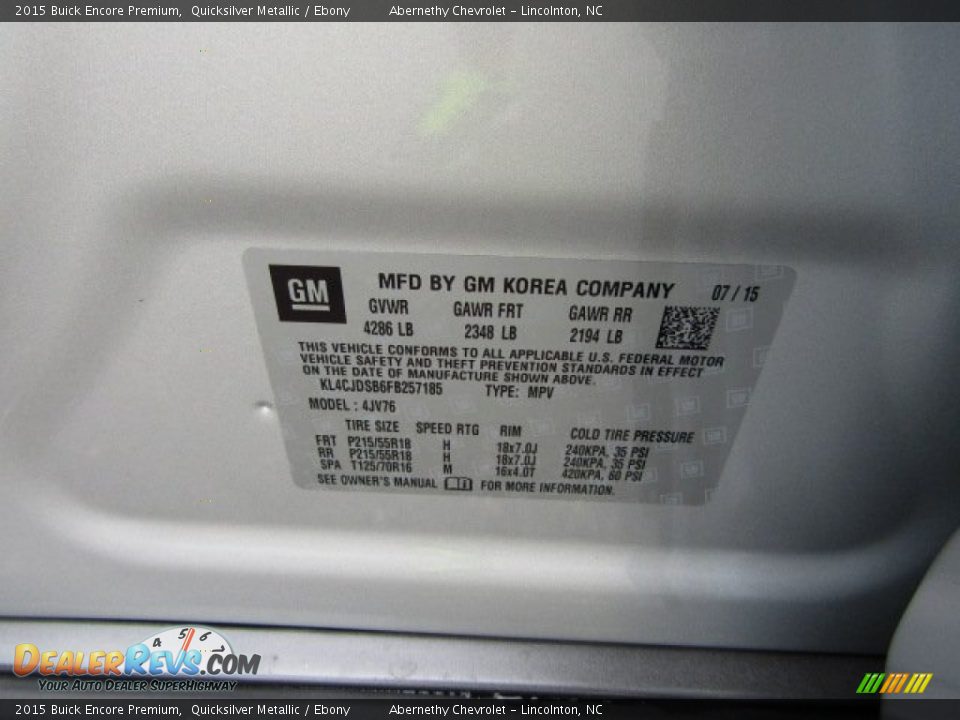 2015 Buick Encore Premium,  Quicksilver Metallic / Ebony    Abernethy Chevrolet - Lincolnton, NC
GM
MFD BY GM KOREA COMPANY 07 / 15
GVWR GAWR FRT GAWR RR
4286 LB 2348 LB 2194 LB
THIS VEHICLE CONFORMS TO ALL APPLICABLE U.S. FEDERAL MOTOR
VEHICLE SAFETY AND THEFT PREVENTION STANDARDS IN EFFECT
ON THE DATE OF MANUFACTURE SHOWN ABOVE.
KL4CJDSB6FB257185 TYPE: MPV
MODEL : 4JV76
TIRE SIZE SPEED RTG RIM COLD TIRE PRESSURE
FRT P215/55R18 H 18x7.0J 240KPA, 35 PSI
RR P215/55R18 H 18x7.0J 240KPA, 35 PSI
SPA T125/70R16 M 16x4.0T 420KPA, 60 PSI
SEE OWNER'S MANUAL FOR MORE INFORMATION.
4 5 6 7
DealerRevs.com
Your Auto Dealer SuperHighway
2015 Buick Encore Premium,  Quicksilver Metallic / Ebony    Abernethy Chevrolet - Lincolnton, NC